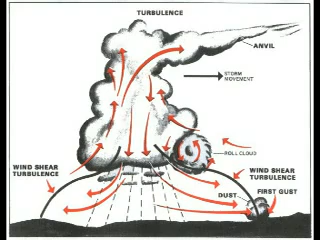 TURBULENCE
ANVIL
STORM
MOVEMENT
ROLL CLOUD
WIND SHEAR
TURBULENCE
WIND SHEAR
TURBULENCE
DUST
FIRST GUST